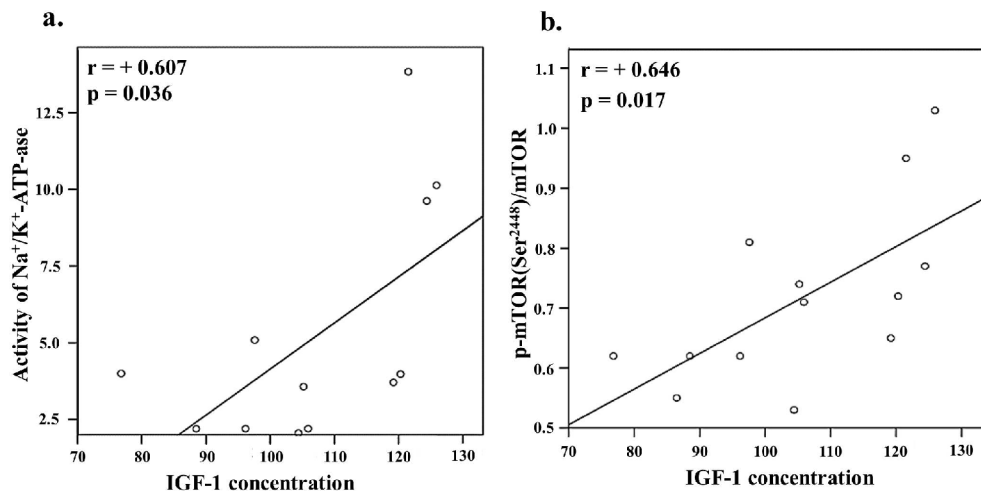 a.
r = + 0.607
p = 0.036
Activity of Na⁺/K⁺-ATP-ase
12.5
10.0
7.5
5.0
2.5
70 80 90 100 110 120 130
IGF-1 concentration
b.
r = + 0.646
p = 0.017
p-mTOR(Ser²⁴⁴⁸)/mTOR
1.1
1.0
0.9
0.8
0.7
0.6
0.5
70 80 90 100 110 120 130
IGF-1 concentration